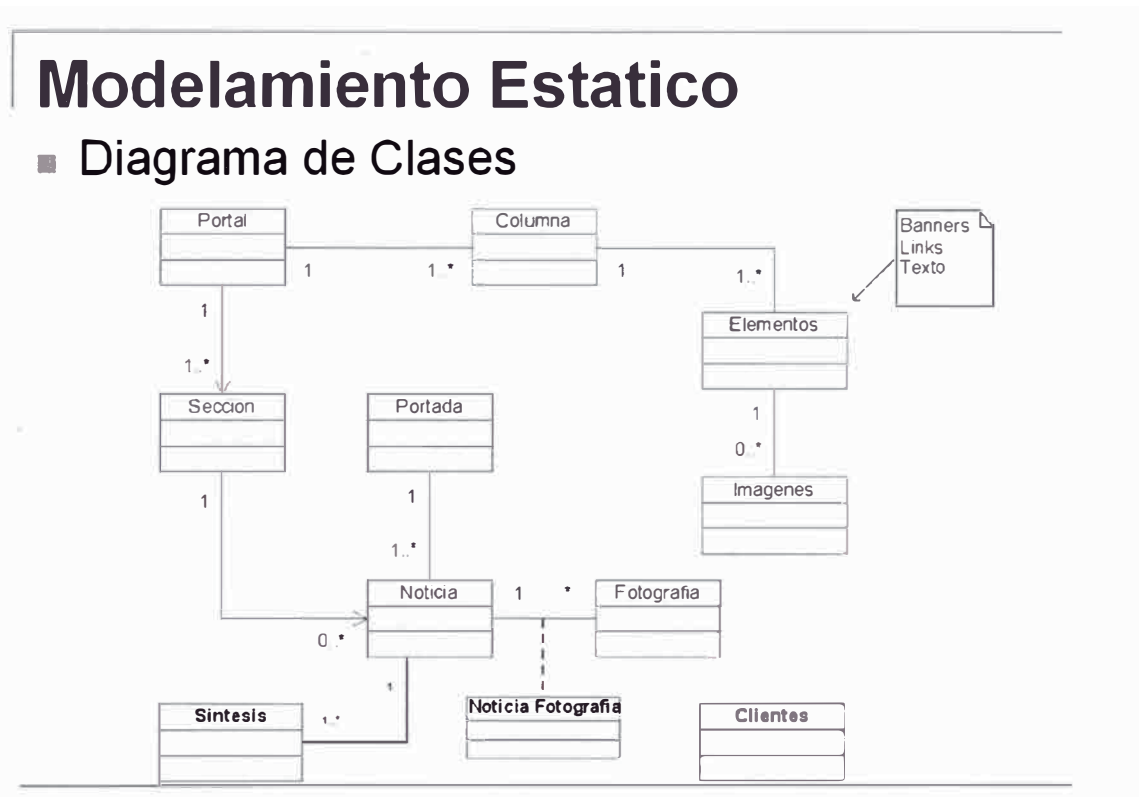 Modelamiento Estatico
Diagrama de Clases
Portal
Columna
Banners
Links
Texto
1
1..*
1
1..*
1
1..*
Elementos
Seccion
Portada
1
0..*
1
1
Imagenes
1..*
Noticia
1
*
Fotografia
0..*
1
Sintesis
1..*
Noticia Fotografia
Clientes